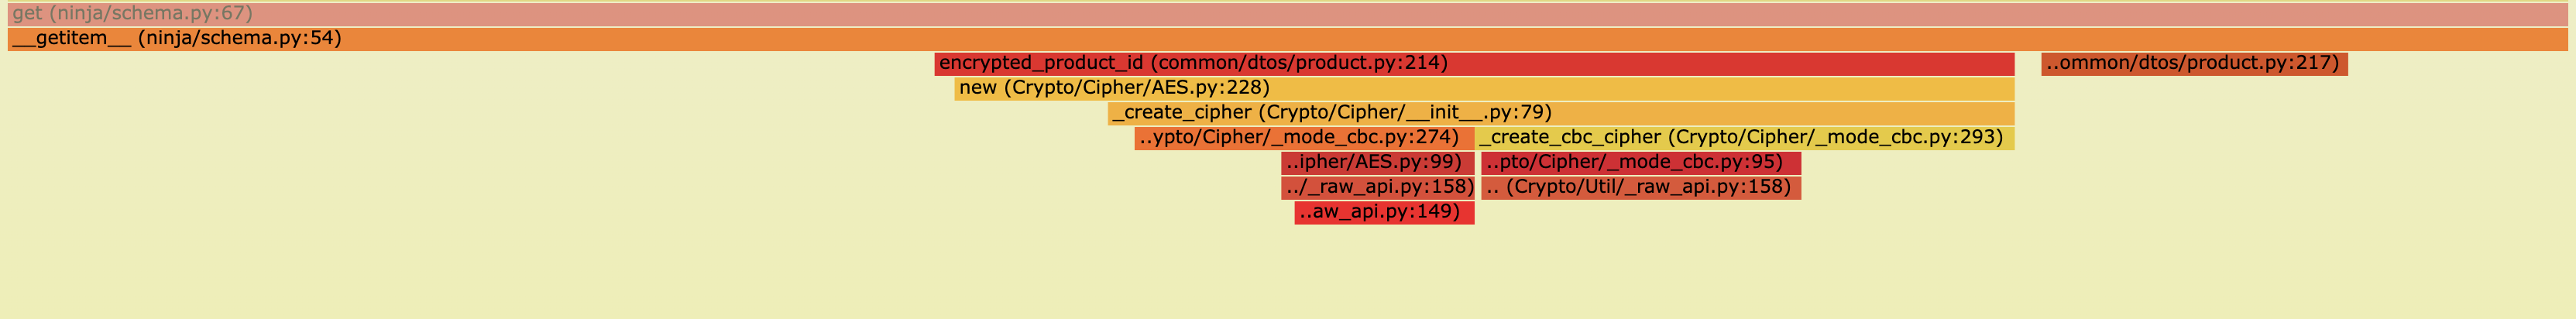 get (ninja/schema.py:67)
__getitem__ (ninja/schema.py:54)
encrypted_product_id (common/dtos/product.py:214) ..ommon/dtos/product.py:217)
new (Crypto/Cipher/AES.py:228)
_create_cipher (Crypto/Cipher/__init__.py:79)
..ypto/Cipher/_mode_cbc.py:274) _create_cbc_cipher (Crypto/Cipher/_mode_cbc.py:293)
..ipher/AES.py:99) ..pto/Cipher/_mode_cbc.py:95)
../_raw_api.py:158) .. (Crypto/Util/_raw_api.py:158)
..aw_api.py:149)